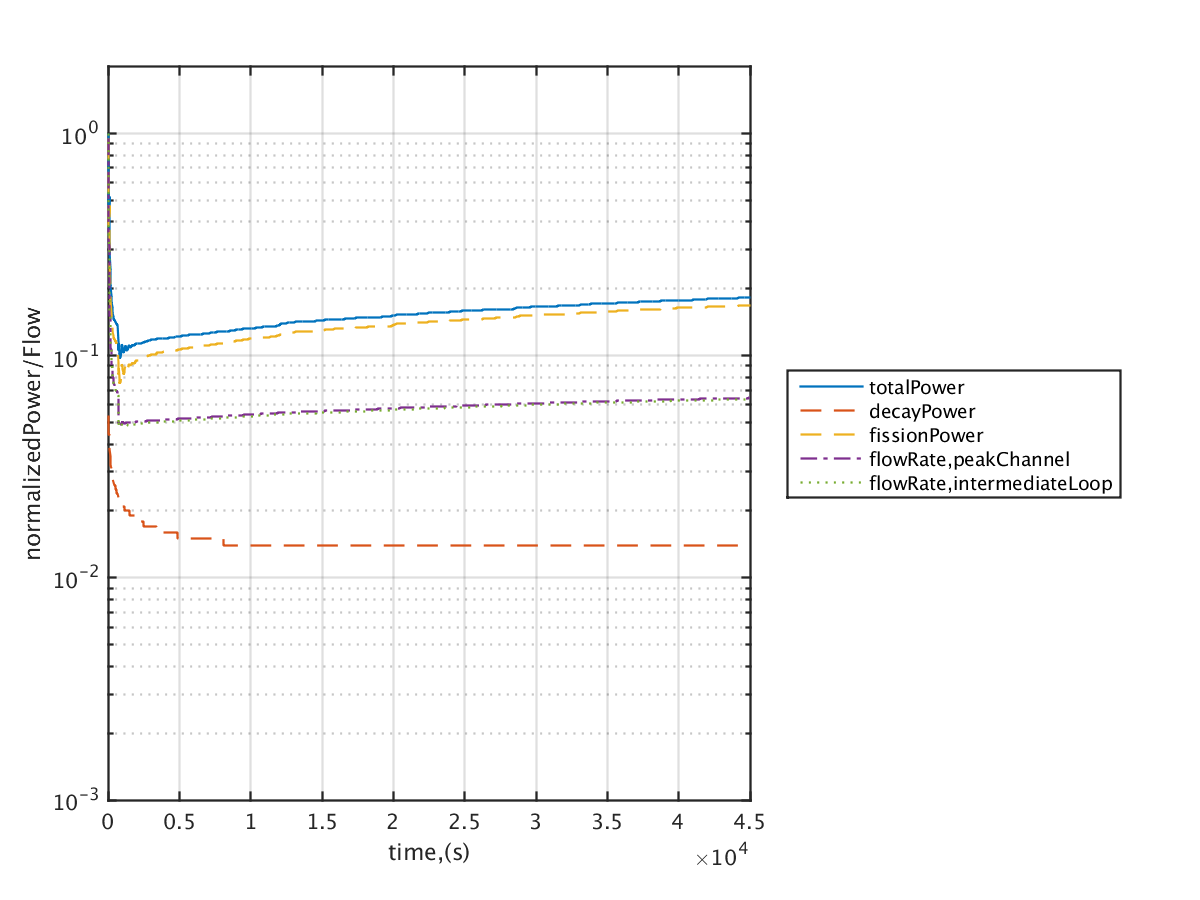 normalizedPower/Flow
10^0
10^-1
10^-2
10^-3
0 0.5 1 1.5 2 2.5 3 3.5 4 4.5
time,(s)
×10^4
totalPower
decayPower
fissionPower
flowRate,peakChannel
flowRate,intermediateLoop